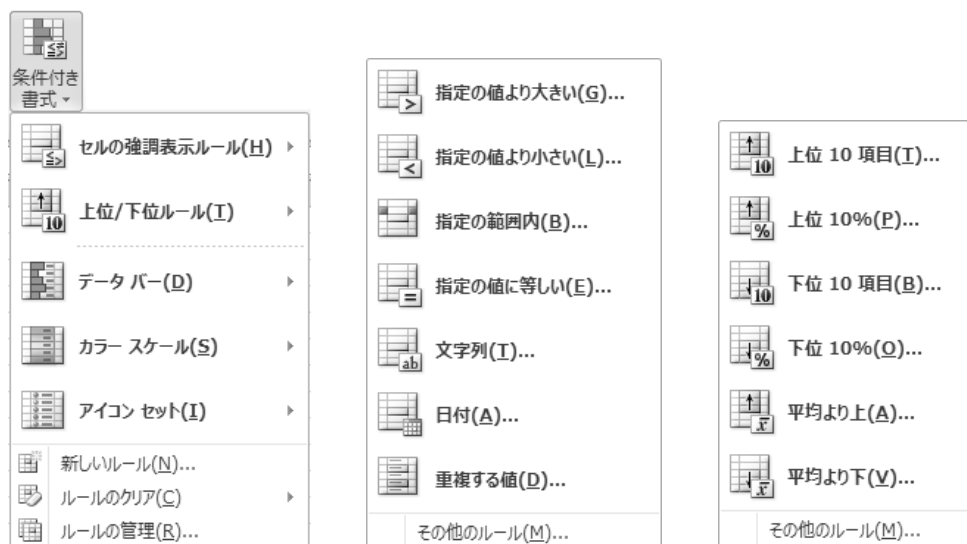 条件付き
書式
セルの強調表示ルール(H)
上位/下位ルール(T)
データ バー(D)
カラー スケール(S)
アイコン セット(I)
新しいルール(N)...
ルールのクリア(C)
ルールの管理(R)...
指定の値より大きい(G)...
指定の値より小さい(L)...
指定の範囲内(B)...
指定の値に等しい(E)...
文字列(T)...
日付(A)...
重複する値(D)...
その他のルール(M)...
上位 10 項目(T)...
上位 10%(P)...
下位 10 項目(B)...
下位 10%(O)...
平均より上(A)...
平均より下(V)...
その他のルール(M)...